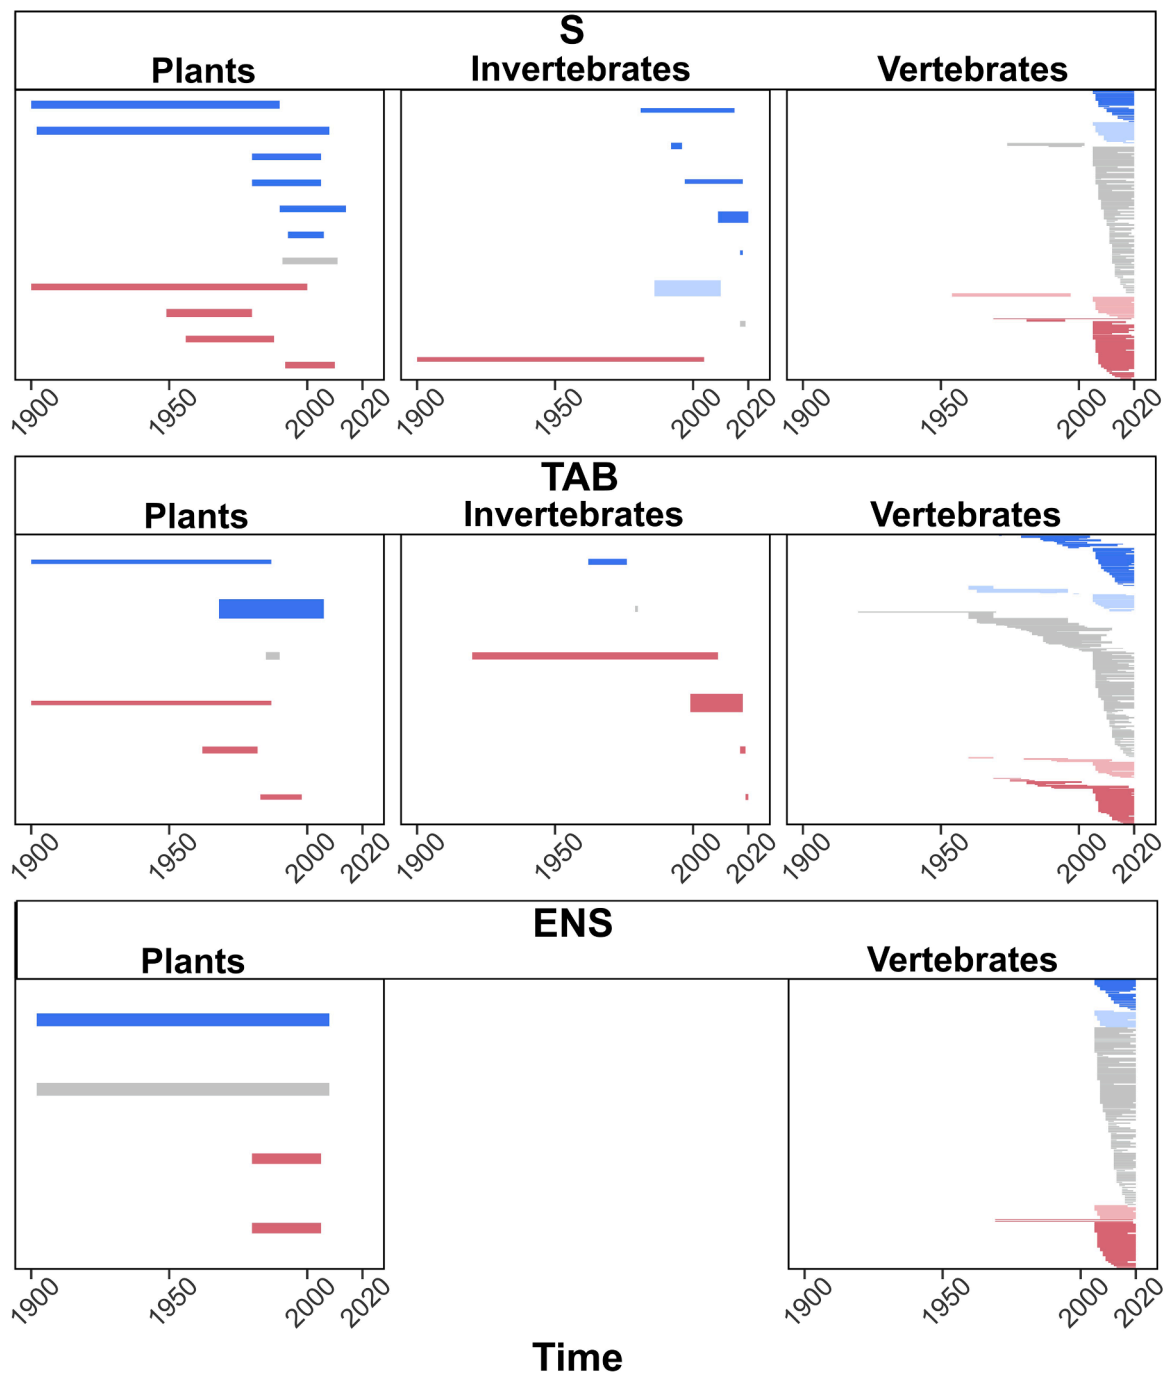 S
Plants Invertebrates Vertebrates
1900 1950 2000 2020 1900 1950 2000 2020 1900 1950 2000 2020
TAB
Plants Invertebrates Vertebrates
1900 1950 2000 2020 1900 1950 2000 2020 1900 1950 2000 2020
ENS
Plants Vertebrates
1900 1950 2000 2020 1900 1950 2000 2020
Time